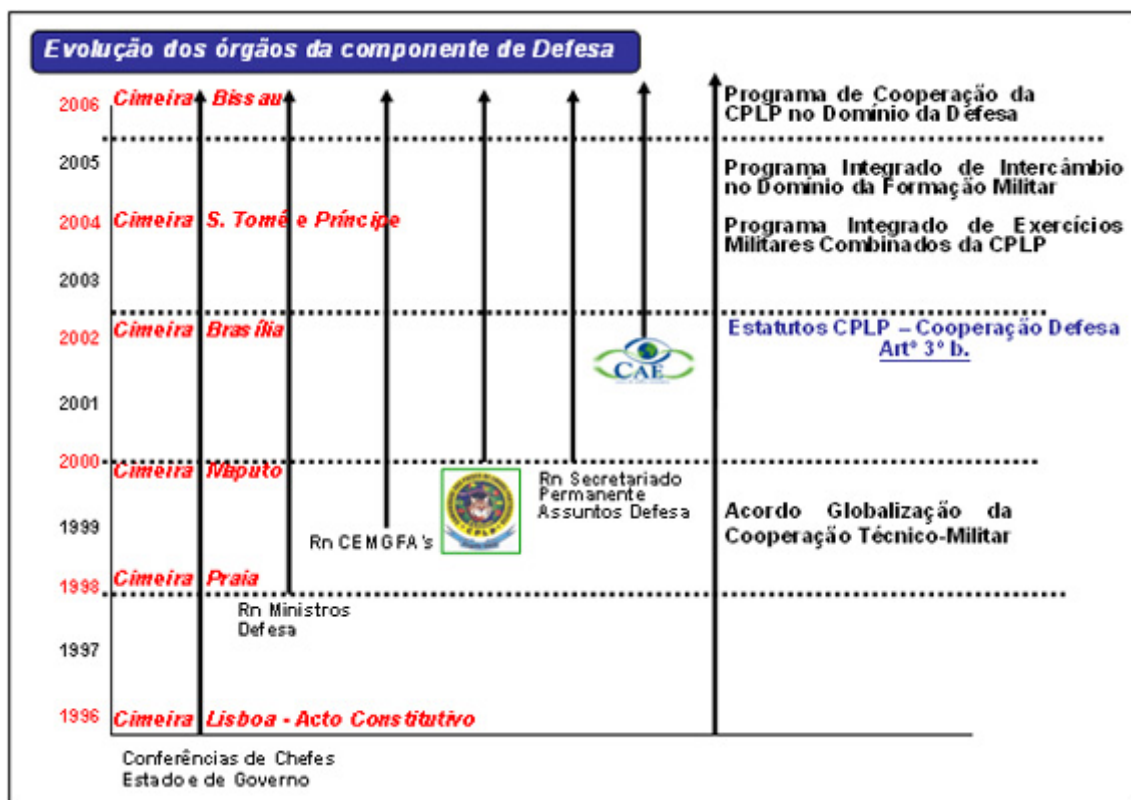 Evolução dos órgãos da componente de Defesa
2006 Cimeira Bissau
Programa de Cooperação da
CPLP no Domínio da Defesa
2005
Programa Integrado de Intercâmbio
no Domínio da Formação Militar
2004 Cimeira S. Tomé e Príncipe
Programa Integrado de Exercícios
Militares Combinados da CPLP
2003
2002 Cimeira Brasília
Estatutos CPLP – Cooperação Defesa
Artº 3º b.
CAE
2001
2000
Cimeira Maputo
Rn Secretariado
Permanente
Assuntos Defesa
CPLP
1999
Rn CEMGFA's
Acordo Globalização da
Cooperação Técnico-Militar
1998 Cimeira Praia
Rn Ministros
Defesa
1997
1996 Cimeira Lisboa - Acto Constitutivo
Conferências de Chefes
Estado e de Governo